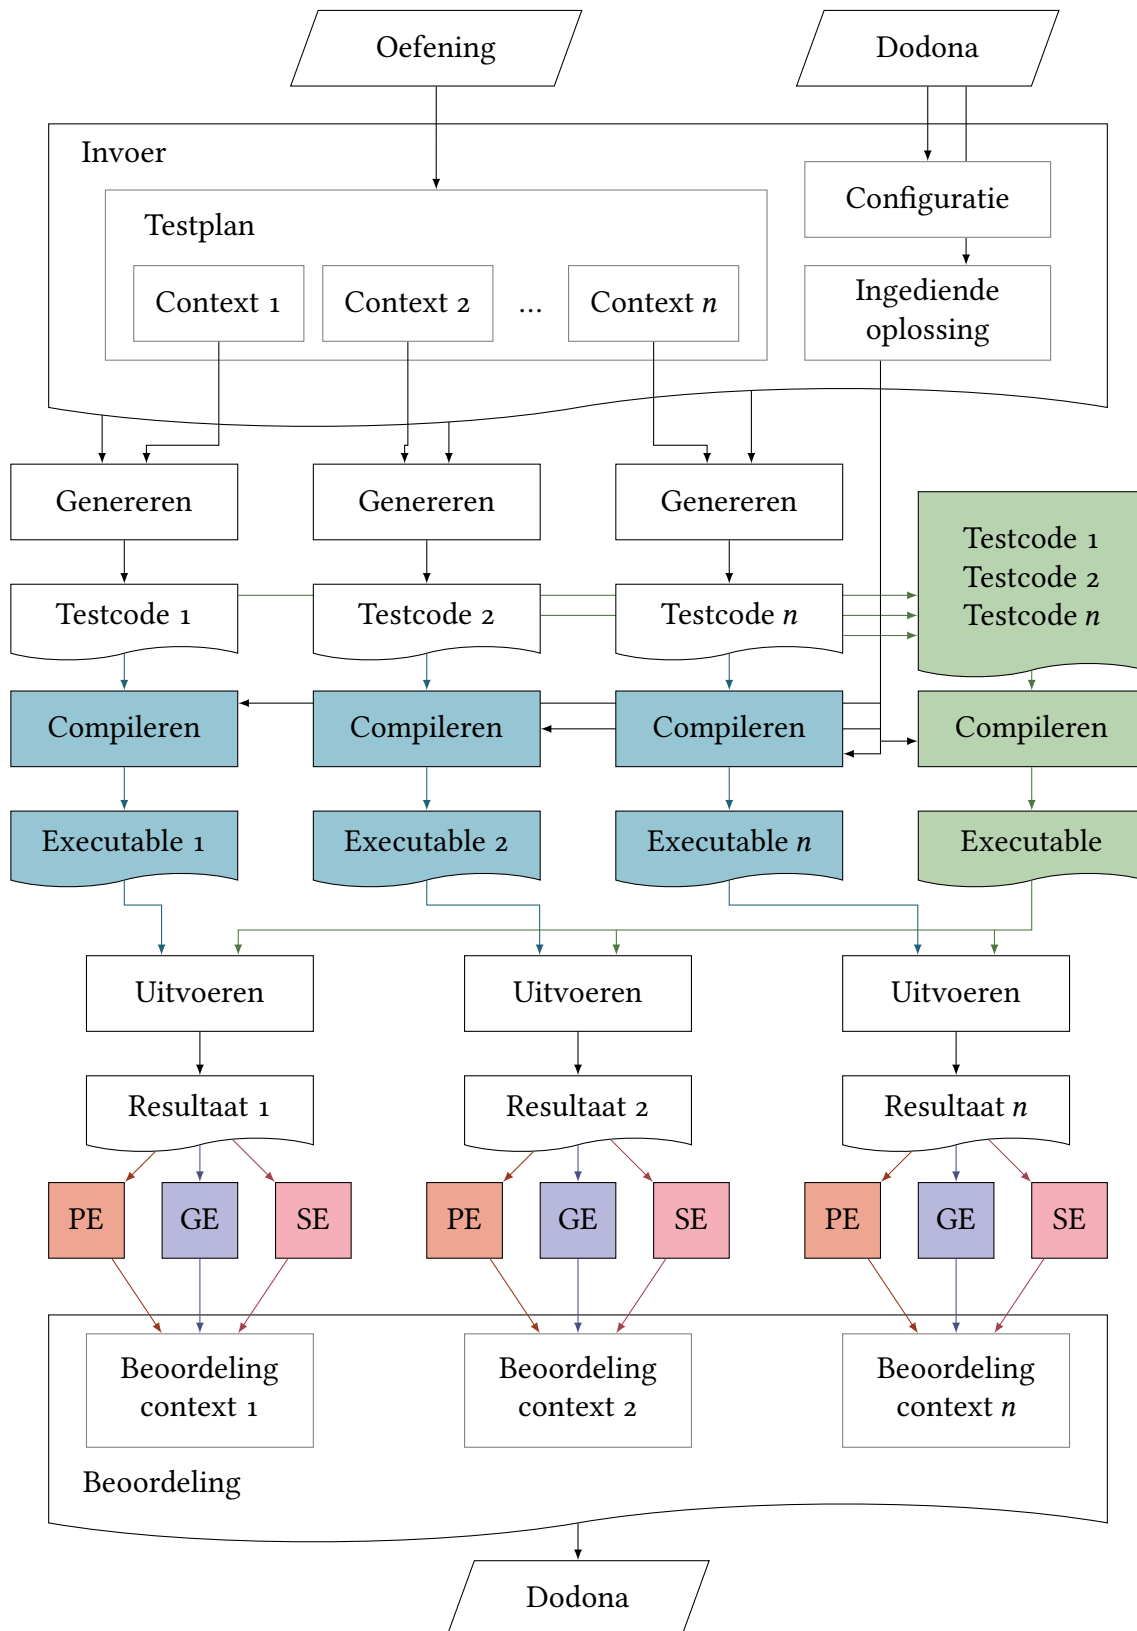 Oefening
Dodona
Invoer
Testplan
Configuratie
Context 1
Context 2
...
Context n
Ingediende
oplossing
Genereren
Genereren
Genereren
Testcode 1
Testcode 2
Testcode n
Testcode 1
Testcode 2
Testcode n
Compileren
Compileren
Compileren
Compileren
Executable 1
Executable 2
Executable n
Executable
Uitvoeren
Uitvoeren
Uitvoeren
Resultaat 1
Resultaat 2
Resultaat n
PE
GE
SE
PE
GE
SE
PE
GE
SE
Beoordeling
context 1
Beoordeling
context 2
Beoordeling
context n
Beoordeling
Dodona